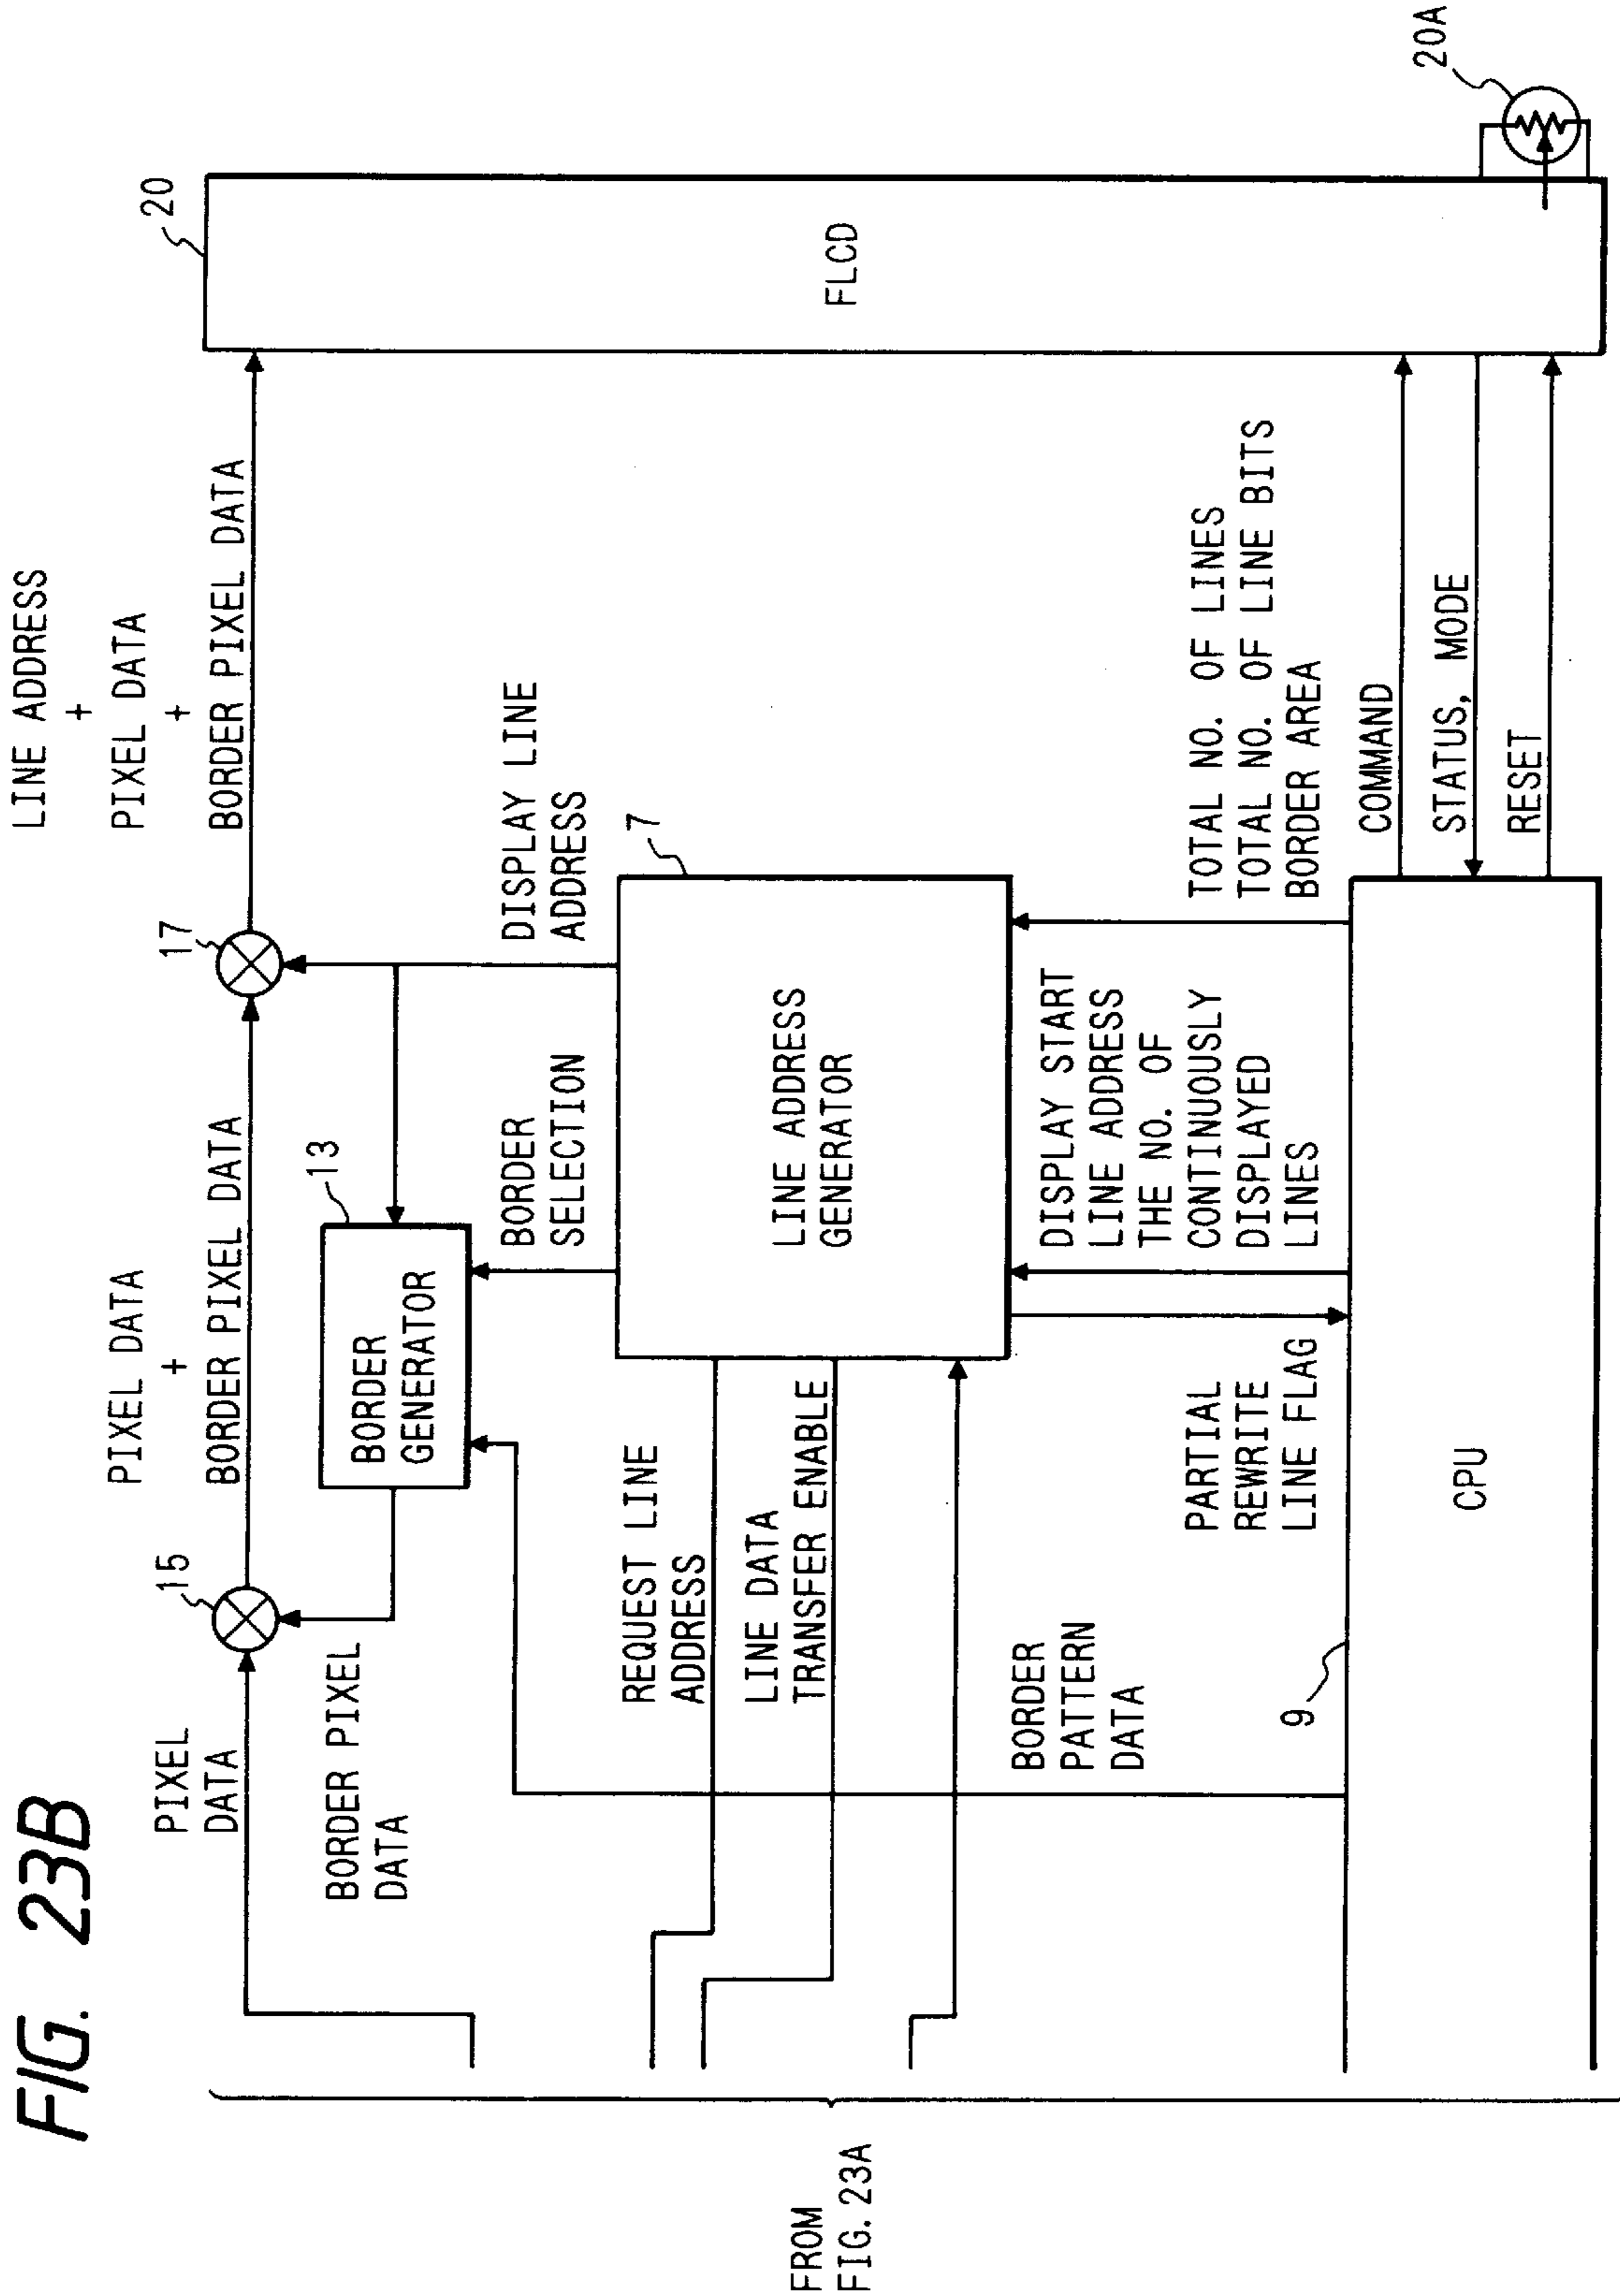 FIG. 23B
LINE ADDRESS
+
PIXEL DATA
+
BORDER PIXEL DATA
PIXEL DATA
+
BORDER PIXEL DATA
PIXEL
DATA
15
17
20
BORDER PIXEL
DATA
13
BORDER
GENERATOR
BORDER
SELECTION
DISPLAY LINE
ADDRESS
7
REQUEST LINE
ADDRESS
LINE DATA
TRANSFER ENABLE
LINE ADDRESS
GENERATOR
FLCD
FROM
FIG. 23A
BORDER
PATTERN
DATA
PARTIAL
REWRITE
LINE FLAG
DISPLAY START
LINE ADDRESS
THE NO. OF
CONTINUOUSLY
DISPLAYED
LINES
TOTAL NO. OF LINES
TOTAL NO. OF LINE BITS
BORDER AREA
9
CPU
COMMAND
STATUS, MODE
RESET
20A